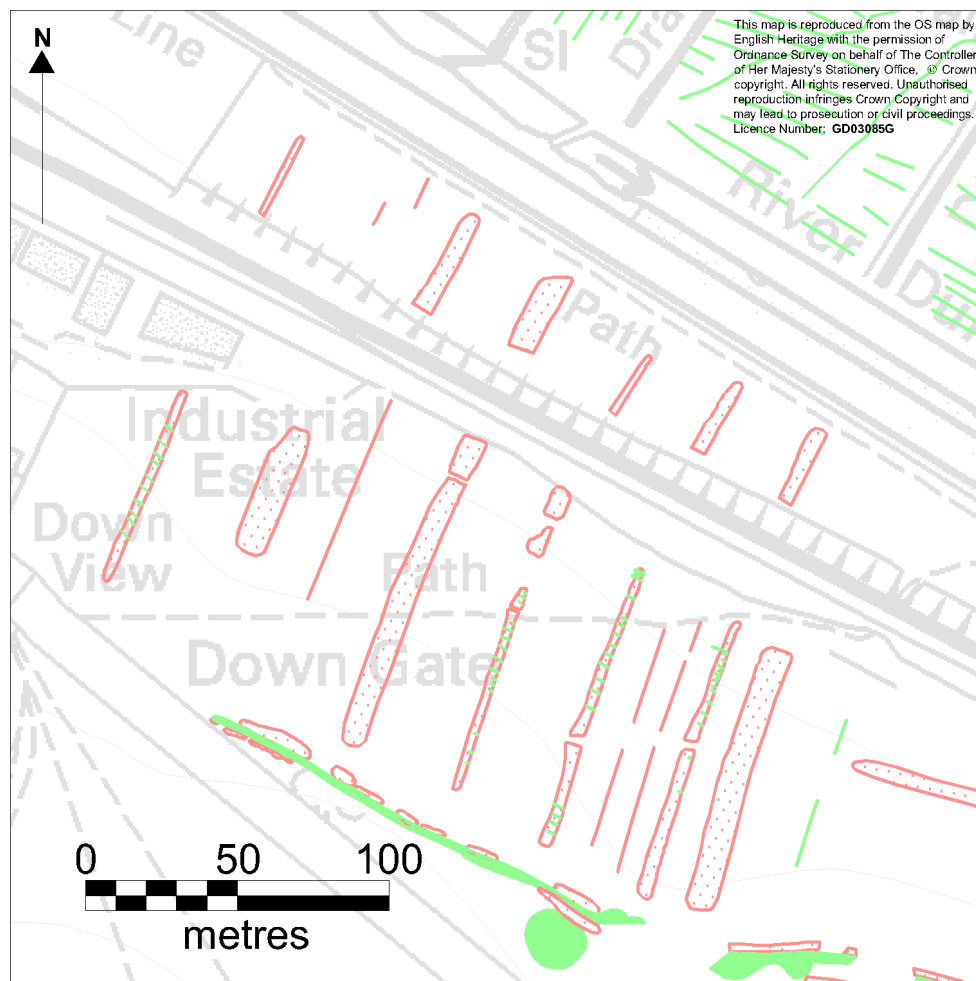 This map is reproduced from the OS map by
English Heritage with the permission of
Ordnance Survey on behalf of The Controller
of Her Majesty's Stationery Office, © Crown
copyright. All rights reserved. Unauthorised
reproduction infringes Crown Copyright and
may lead to prosecution or civil proceedings.
Licence Number: GD03085G
N
Line
River
Path
Industrial
Estate
Down
View
Path
Down Gate
0 50 100
metres